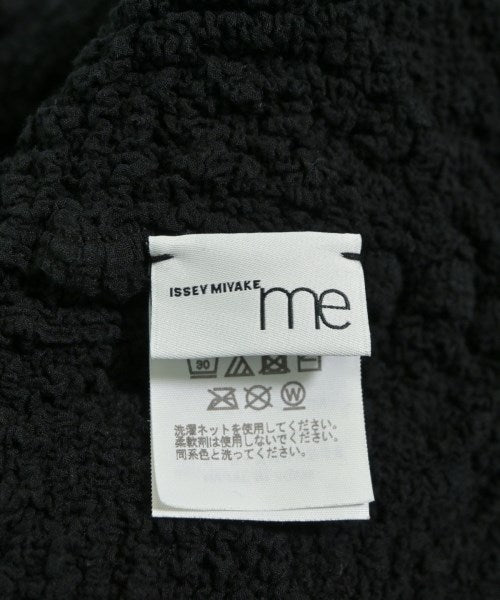 ISSEY MIYAKE me
30
W
洗濯ネットを使用してください。
柔軟剤は使用しないでください。
同系色と洗ってください。